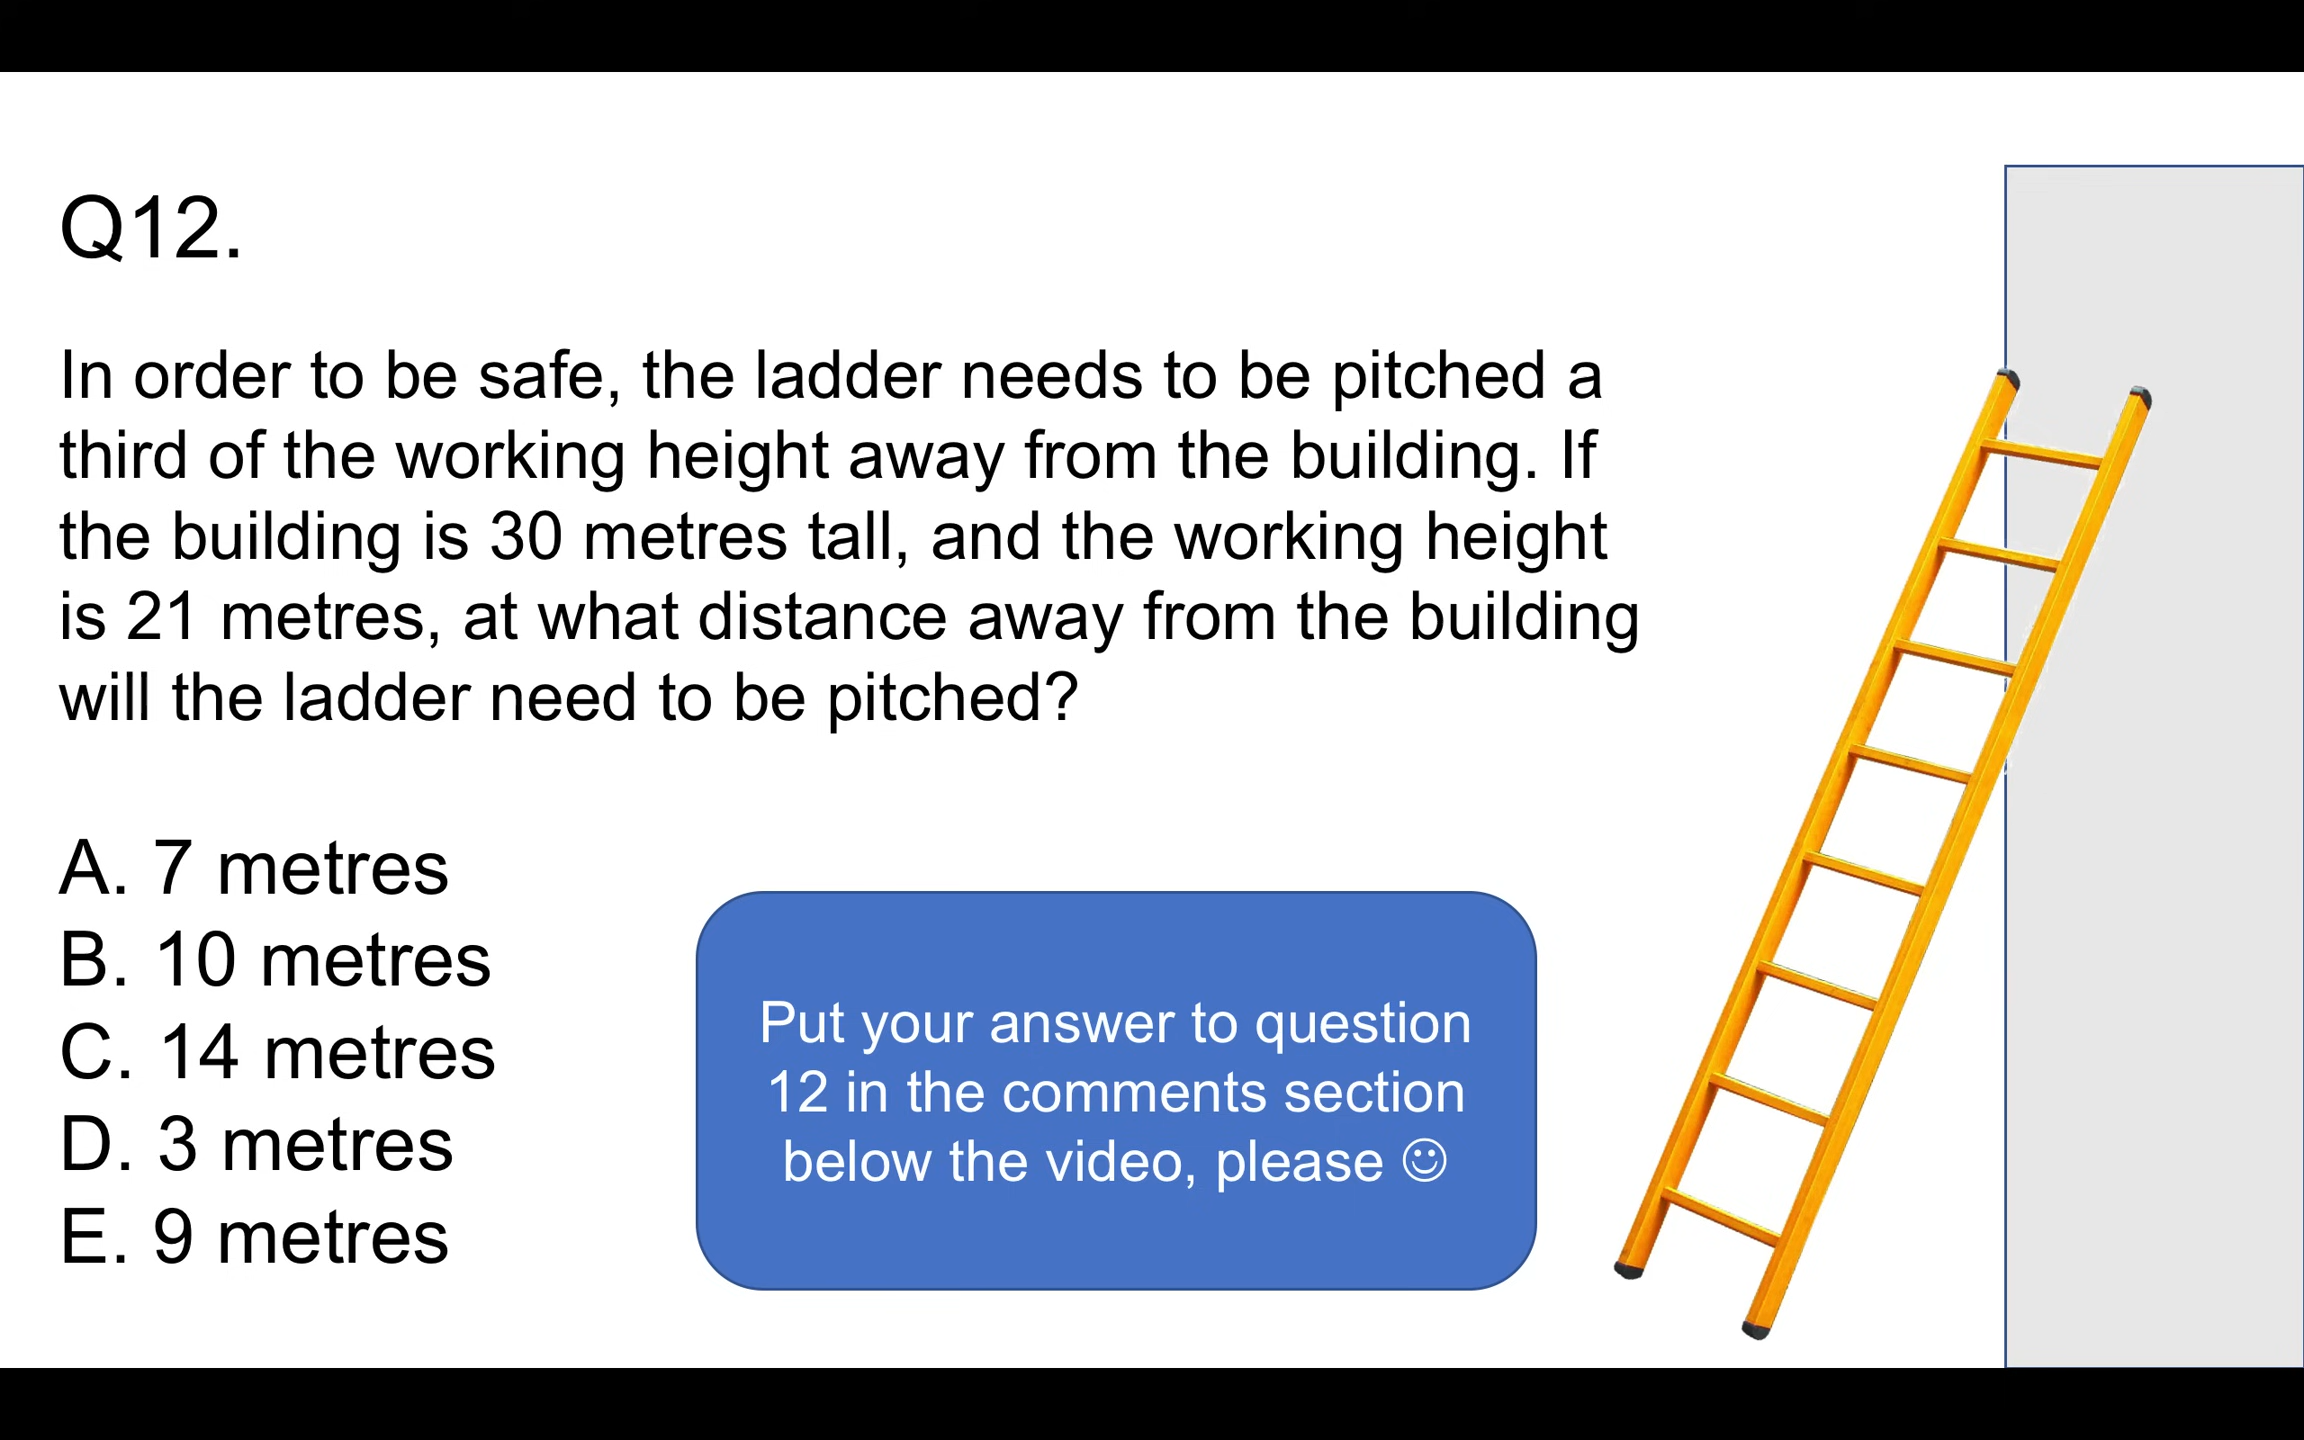 Q12.
In order to be safe, the ladder needs to be pitched a
third of the working height away from the building. If
the building is 30 metres tall, and the working height
is 21 metres, at what distance away from the building
will the ladder need to be pitched?
A. 7 metres
B. 10 metres
C. 14 metres
D. 3 metres
E. 9 metres
Put your answer to question
12 in the comments section
below the video, please ☺